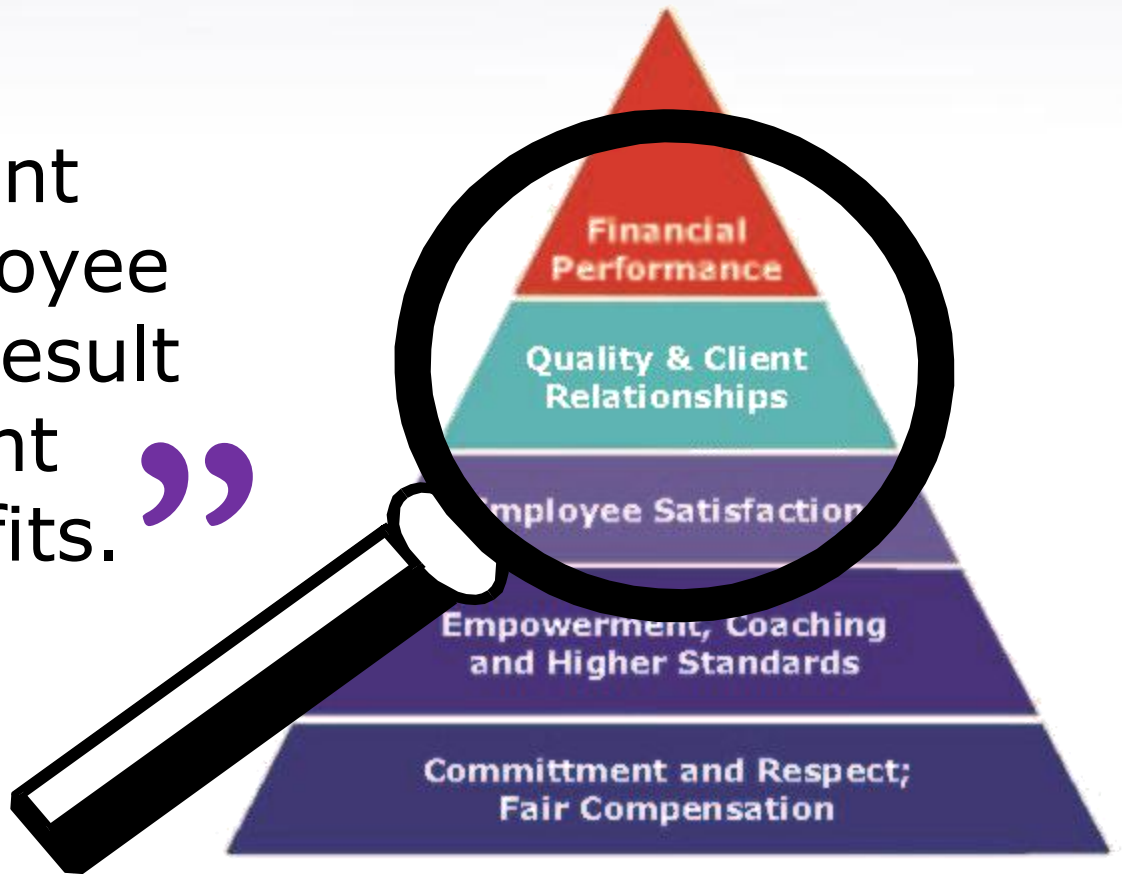 nt
oyee
esult
nt
fits.”
Financial
Performance
Quality & Client
Relationships
mployee Satisfaction
Empowerment, Coaching
and Higher Standards
Committment and Respect;
Fair Compensation